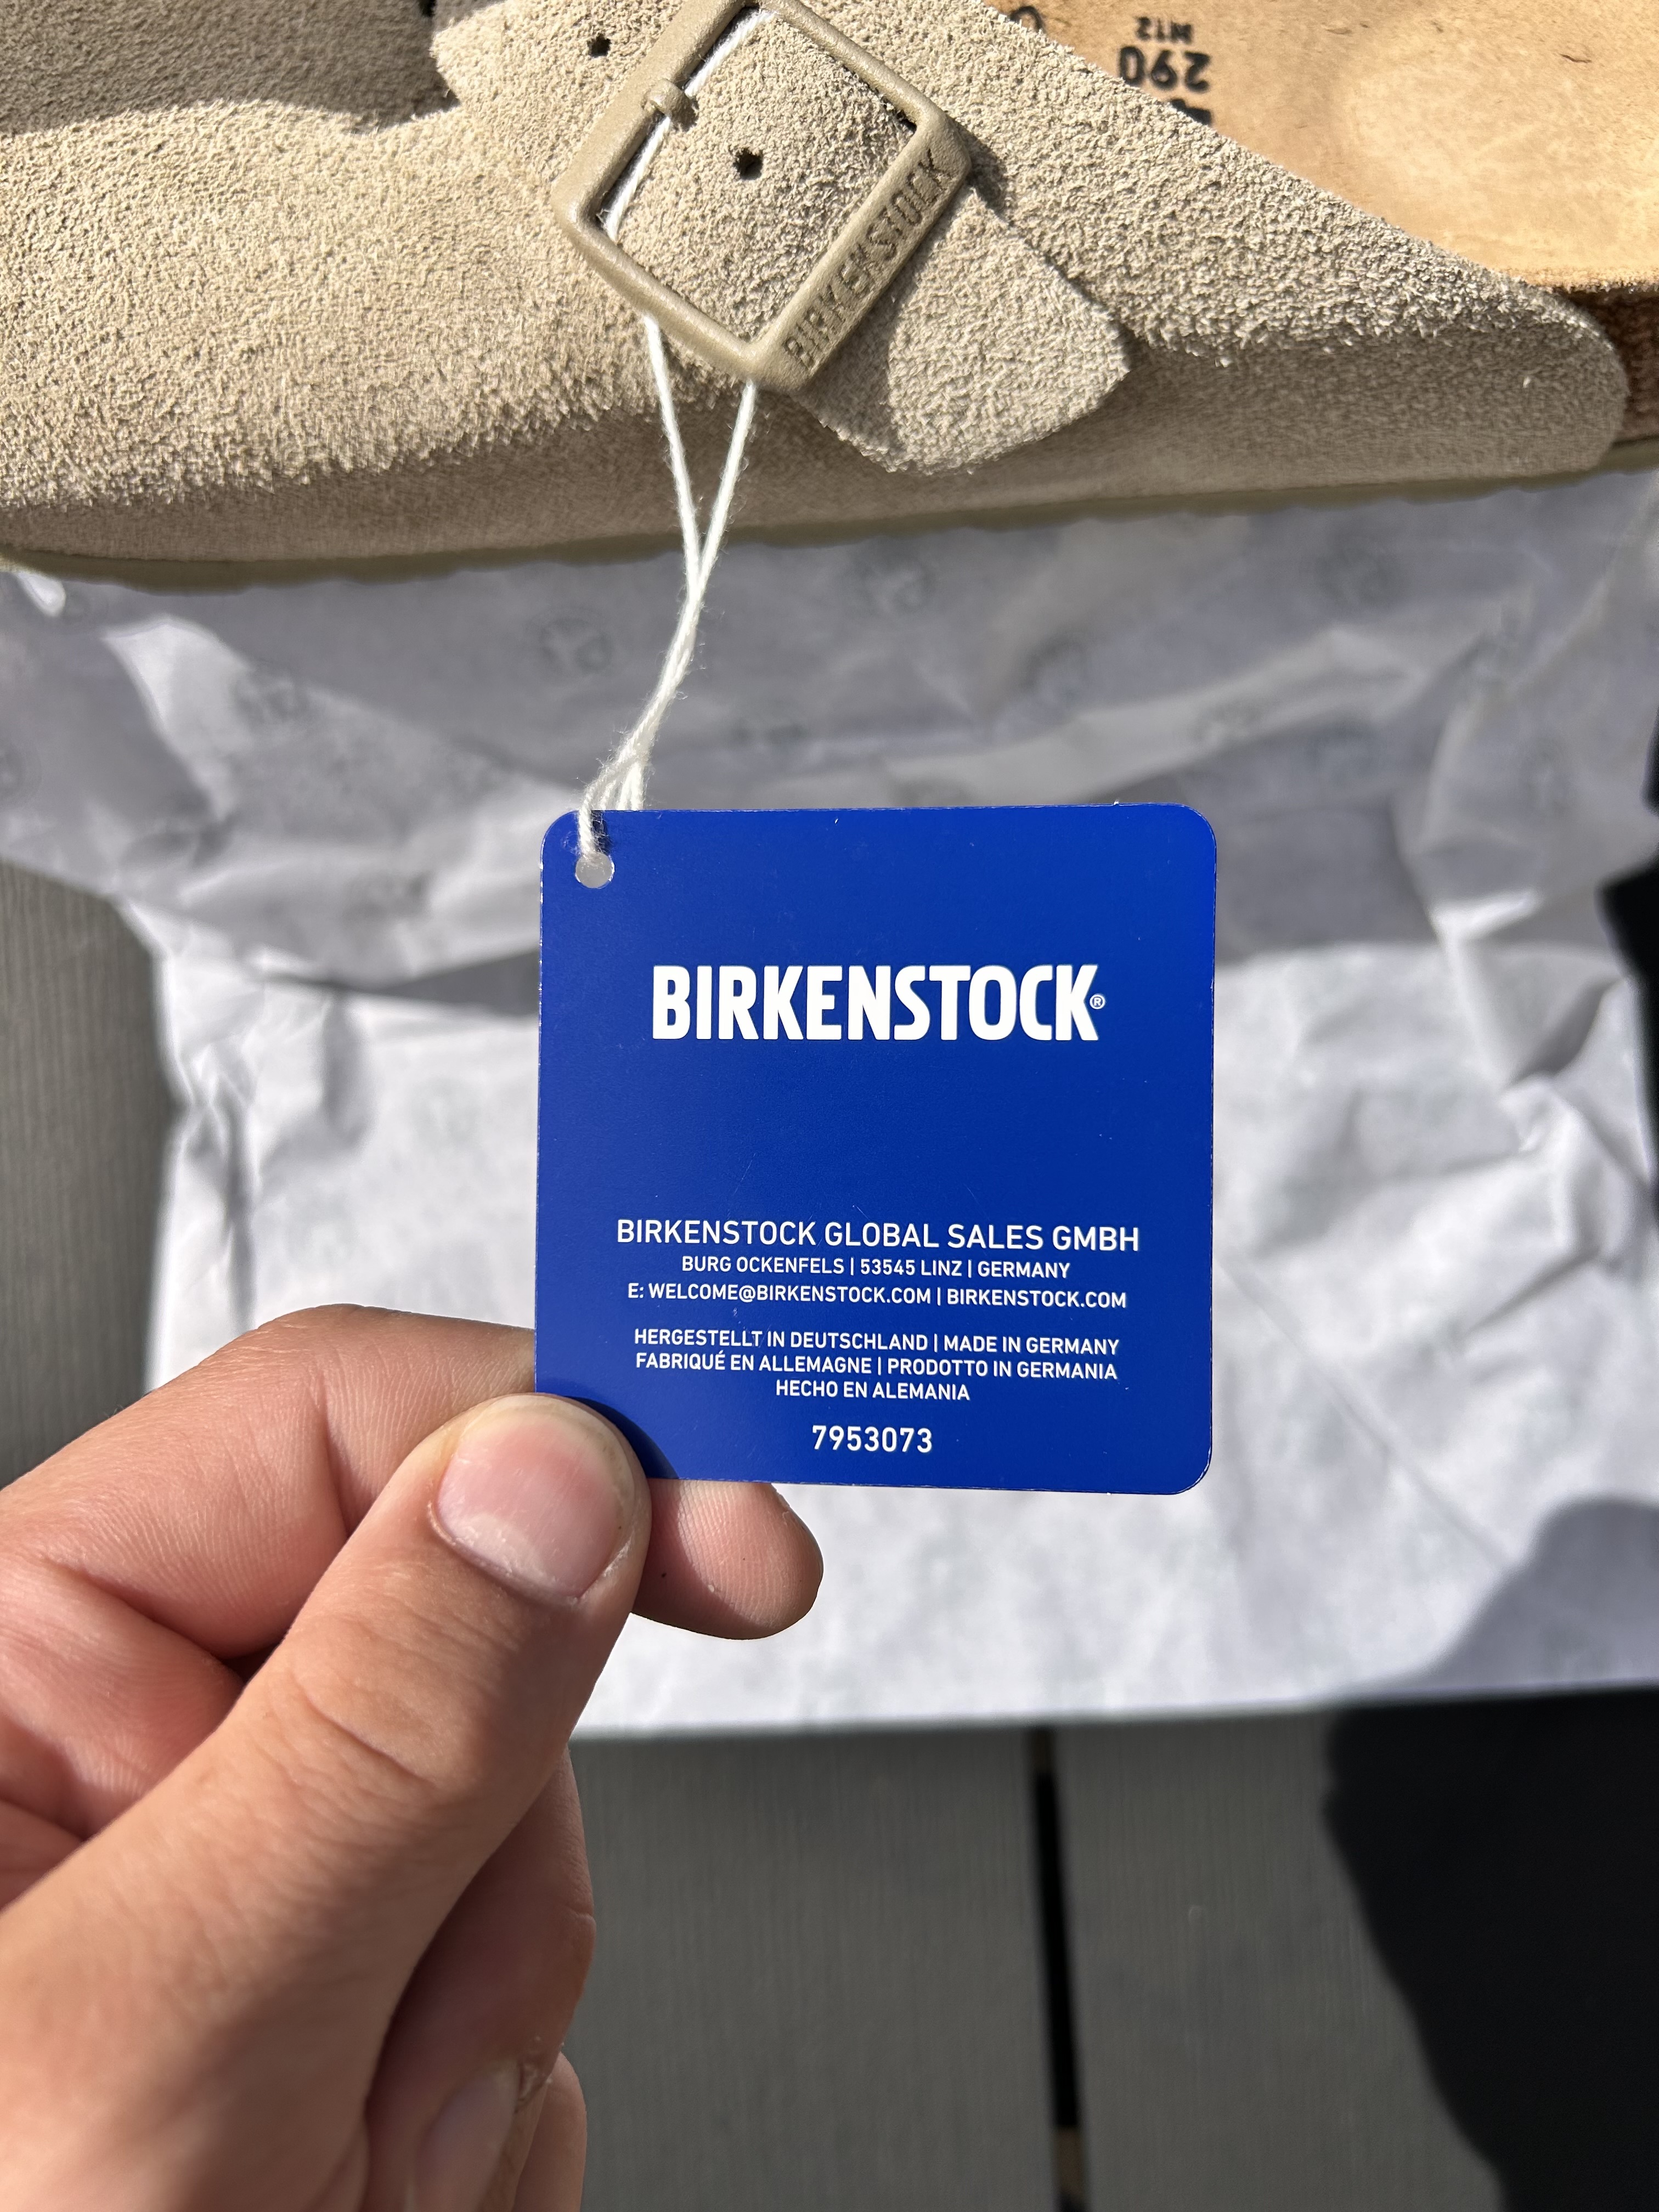 290
M12
BIRKENSTOCK
BIRKENSTOCK®
BIRKENSTOCK GLOBAL SALES GMBH
BURG OCKENFELS | 53545 LINZ | GERMANY
E: WELCOME@BIRKENSTOCK.COM | BIRKENSTOCK.COM
HERGESTELLT IN DEUTSCHLAND | MADE IN GERMANY
FABRIQUÉ EN ALLEMAGNE | PRODOTTO IN GERMANIA
HECHO EN ALEMANIA
7953073